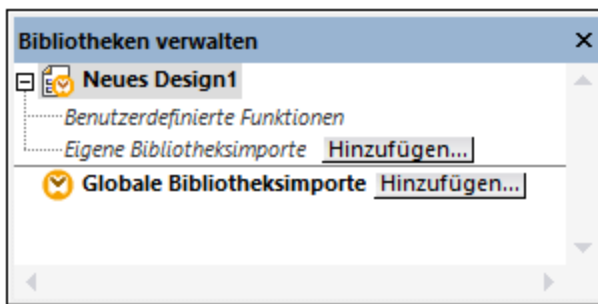 Bibliotheken verwalten
Neues Design1
Benutzerdefinierte Funktionen
Eigene Bibliotheksimporte Hinzufügen...
Globale Bibliotheksimporte Hinzufügen...